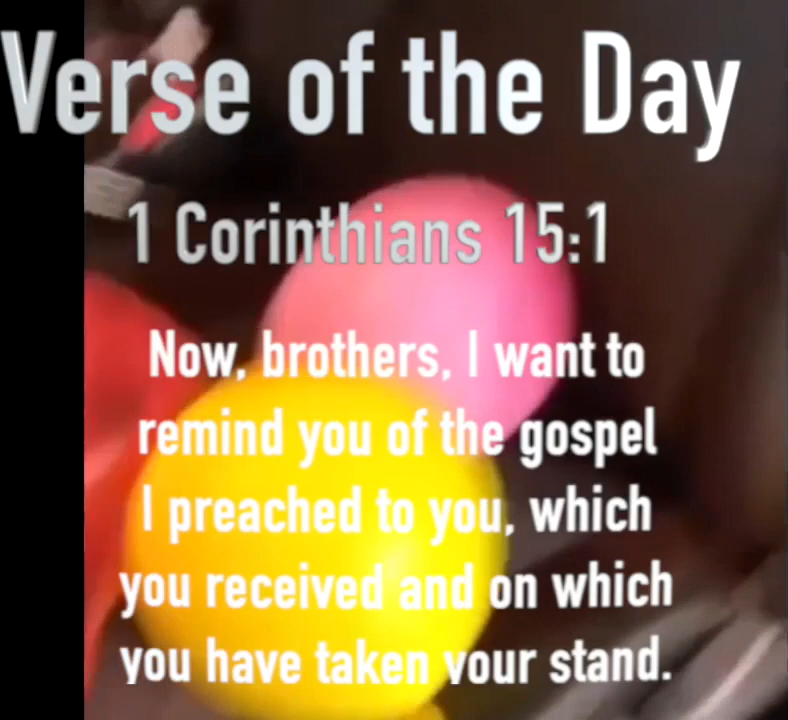 Verse of the Day
1 Corinthians 15:1
Now, brothers, I want to
remind you of the gospel
I preached to you, which
you received and on which
you have taken your stand.